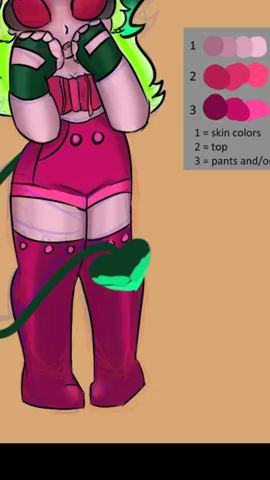 1
2
3
1 = skin colors
2 = top
3 = pants and/o